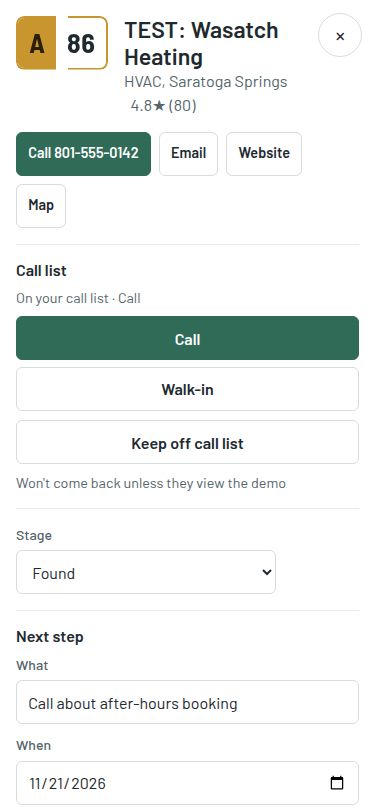 A 86
TEST: Wasatch
Heating
×
HVAC, Saratoga Springs
4.8★ (80)
Call 801-555-0142
Email
Website
Map
Call list
On your call list · Call
Call
Walk-in
Keep off call list
Won't come back unless they view the demo
Stage
Found
Next step
What
Call about after-hours booking
When
11/21/2026